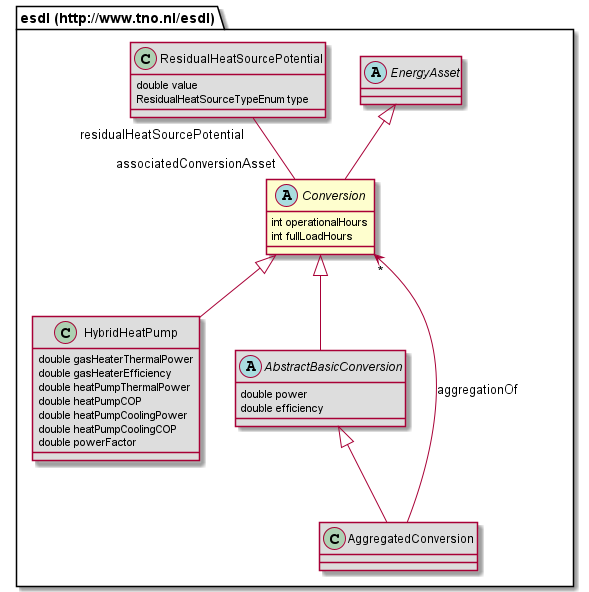 esdl (http://www.tno.nl/esdl)
C ResidualHeatSourcePotential
double value
ResidualHeatSourceTypeEnum type
A EnergyAsset
residualHeatSourcePotential
associatedConversionAsset
A Conversion
int operationalHours
int fullLoadHours
*
C HybridHeatPump
double gasHeaterThermalPower
double gasHeaterEfficiency
double heatPumpThermalPower
double heatPumpCOP
double heatPumpCoolingPower
double heatPumpCoolingCOP
double powerFactor
A AbstractBasicConversion
double power
double efficiency
aggregationOf
C AggregatedConversion